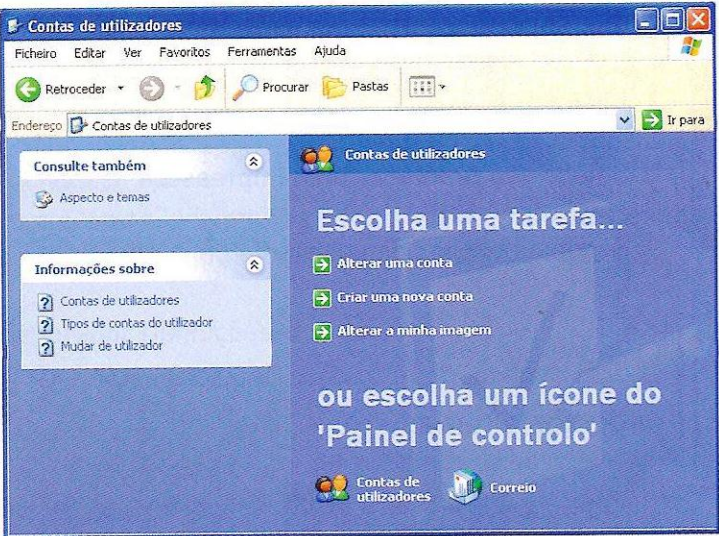 Contas de utilizadores
Ficheiro Editar Ver Favoritos Ferramentas Ajuda
Retroceder Procurar Pastas
Endereço Contas de utilizadores Ir para
Consulte também
Aspecto e temas
Informações sobre
Contas de utilizadores
Tipos de contas do utilizador
Mudar de utilizador
Contas de utilizadores
Escolha uma tarefa...
Alterar uma conta
Criar uma nova conta
Alterar a minha imagem
ou escolha um ícone do
'Painel de controlo'
Contas de
utilizadores
Correio